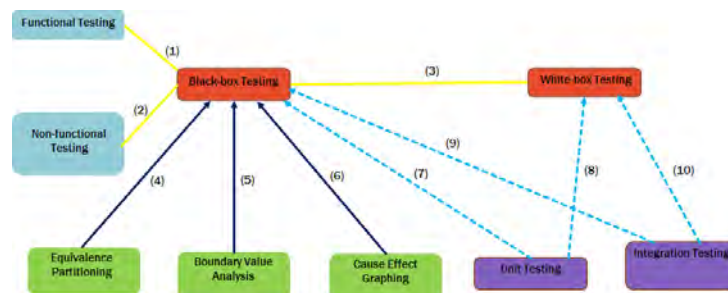 Functional Testing
(1)
Black-box Testing
(3)
White-box Testing
(2)
Non-functional
Testing
(9)
(4)
(5)
(6)
(7)
(8)
(10)
Equivalence
Partitioning
Boundary Value
Analysis
Cause Effect
Graphing
Unit Testing
Integration Testing